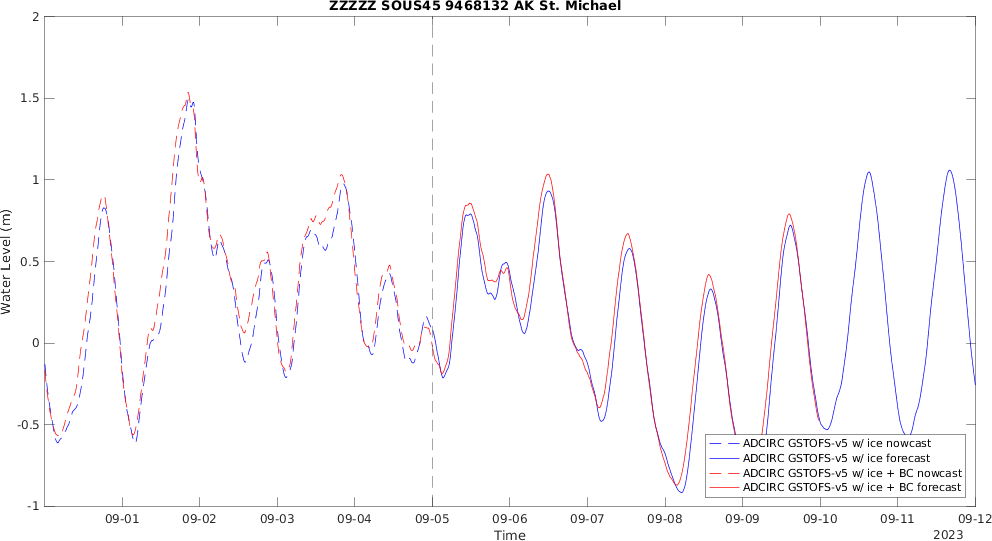 ZZZZZ SOUS45 9468132 AK St. Michael
2
1.5
1
0.5
0
-0.5
-1
Water Level (m)
ADCIRC GSTOFS-v5 w/ ice nowcast
ADCIRC GSTOFS-v5 w/ ice forecast
ADCIRC GSTOFS-v5 w/ ice + BC nowcast
ADCIRC GSTOFS-v5 w/ ice + BC forecast
09-01 09-02 09-03 09-04 09-05 09-06 09-07 09-08 09-09 09-10 09-11 09-12
Time
2023